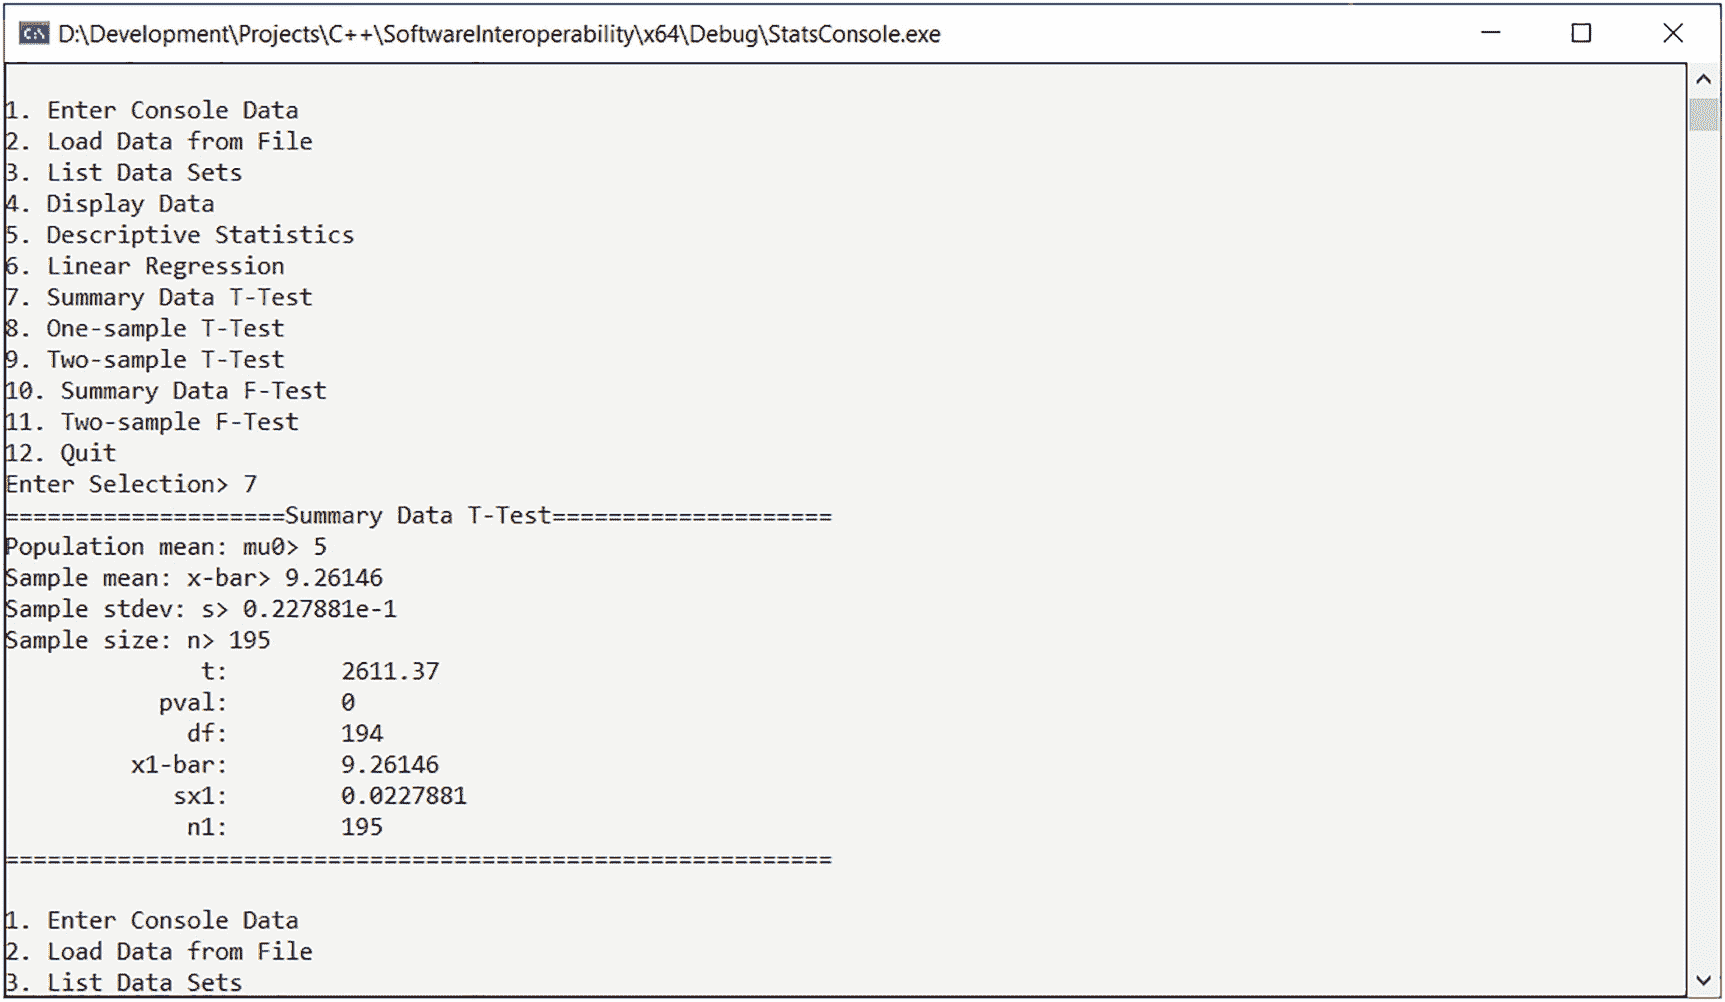 D:\Development\Projects\C++\SoftwareInteroperability\x64\Debug\StatsConsole.exe
1. Enter Console Data
2. Load Data from File
3. List Data Sets
4. Display Data
5. Descriptive Statistics
6. Linear Regression
7. Summary Data T-Test
8. One-sample T-Test
9. Two-sample T-Test
10. Summary Data F-Test
11. Two-sample F-Test
12. Quit
Enter Selection> 7
====================Summary Data T-Test====================
Population mean: mu0> 5
Sample mean: x-bar> 9.26146
Sample stdev: s> 0.227881e-1
Sample size: n> 195
t: 2611.37
pval: 0
df: 194
x1-bar: 9.26146
sx1: 0.0227881
n1: 195
===========================================================
1. Enter Console Data
2. Load Data from File
3. List Data Sets